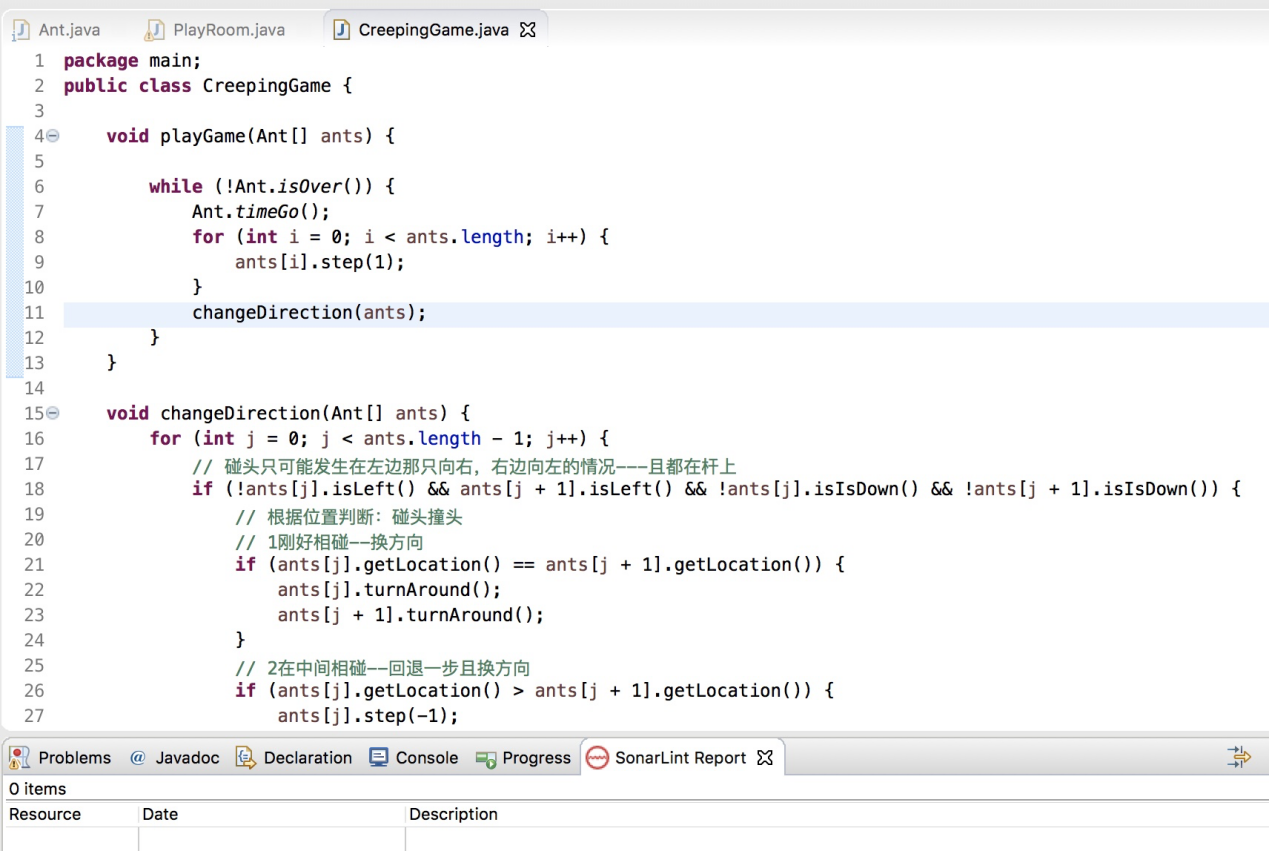 Ant.java PlayRoom.java CreepingGame.java
1 package main;
2 public class CreepingGame {
3
4 void playGame(Ant[] ants) {
5
6 while (!Ant.isOver()) {
7 Ant.timeGo();
8 for (int i = 0; i < ants.length; i++) {
9 ants[i].step(1);
10 }
11 changeDirection(ants);
12 }
13 }
14
15 void changeDirection(Ant[] ants) {
16 for (int j = 0; j < ants.length - 1; j++) {
17 // 碰头只可能发生在左边那只向右，右边向左的情况---且都在杆上
18 if (!ants[j].isLeft() && ants[j + 1].isLeft() && !ants[j].isIsDown() && !ants[j + 1].isIsDown()) {
19 // 根据位置判断：碰头撞头
20 // 1刚好相碰--换方向
21 if (ants[j].getLocation() == ants[j + 1].getLocation()) {
22 ants[j].turnAround();
23 ants[j + 1].turnAround();
24 }
25 // 2在中间相碰--回退一步且换方向
26 if (ants[j].getLocation() > ants[j + 1].getLocation()) {
27 ants[j].step(-1);
Problems @ Javadoc Declaration Console Progress SonarLint Report
0 items
Resource Date Description